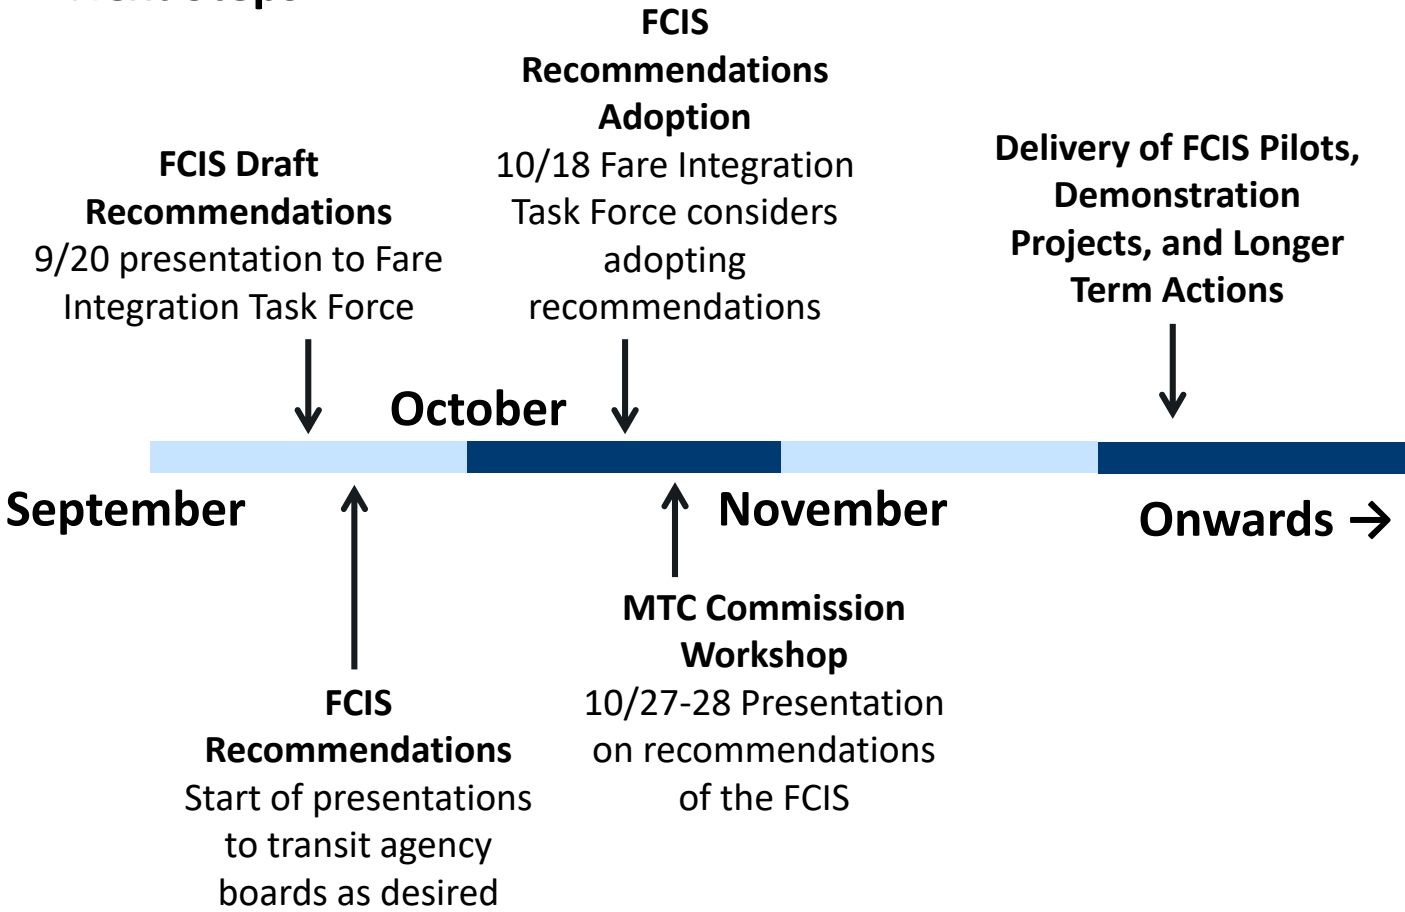 FCIS
Recommendations
Adoption
10/18 Fare Integration
Task Force considers
adopting
recommendations
FCIS Draft
Recommendations
9/20 presentation to Fare
Integration Task Force
Delivery of FCIS Pilots,
Demonstration
Projects, and Longer
Term Actions
October
September
November
Onwards →
FCIS
Recommendations
Start of presentations
to transit agency
boards as desired
MTC Commission
Workshop
10/27-28 Presentation
on recommendations
of the FCIS